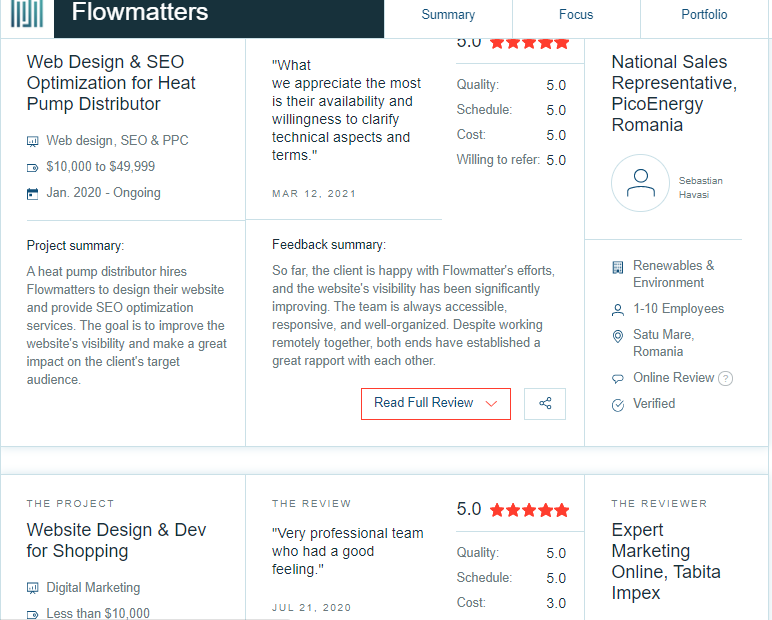 Flowmatters
Summary
Focus
Portfolio
Web Design & SEO
Optimization for Heat
Pump Distributor
Web design, SEO & PPC
$10,000 to $49,999
Jan. 2020 - Ongoing
Project summary:
A heat pump distributor hires
Flowmatters to design their website
and provide SEO optimization
services. The goal is to improve the
website's visibility and make a great
impact on the client's target
audience.
"What
we appreciate the most
is their availability and
willingness to clarify
technical aspects and
terms."
MAR 12, 2021
5.0
Quality: 5.0
Schedule: 5.0
Cost: 5.0
Willing to refer: 5.0
Feedback summary:
So far, the client is happy with Flowmatter's efforts,
and the website's visibility has been significantly
improving. The team is always accessible,
responsive, and well-organized. Despite working
remotely together, both ends have established a
great rapport with each other.
Read Full Review
National Sales
Representative,
PicoEnergy
Romania
Sebastian
Havasi
Renewables &
Environment
1-10 Employees
Satu Mare,
Romania
Online Review ?
Verified
THE PROJECT
Website Design & Dev
for Shopping
Digital Marketing
Less than $10,000
THE REVIEW
"Very professional team
who had a good
feeling."
JUL 21, 2020
5.0
Quality: 5.0
Schedule: 5.0
Cost: 3.0
THE REVIEWER
Expert
Marketing
Online, Tabita
Impex